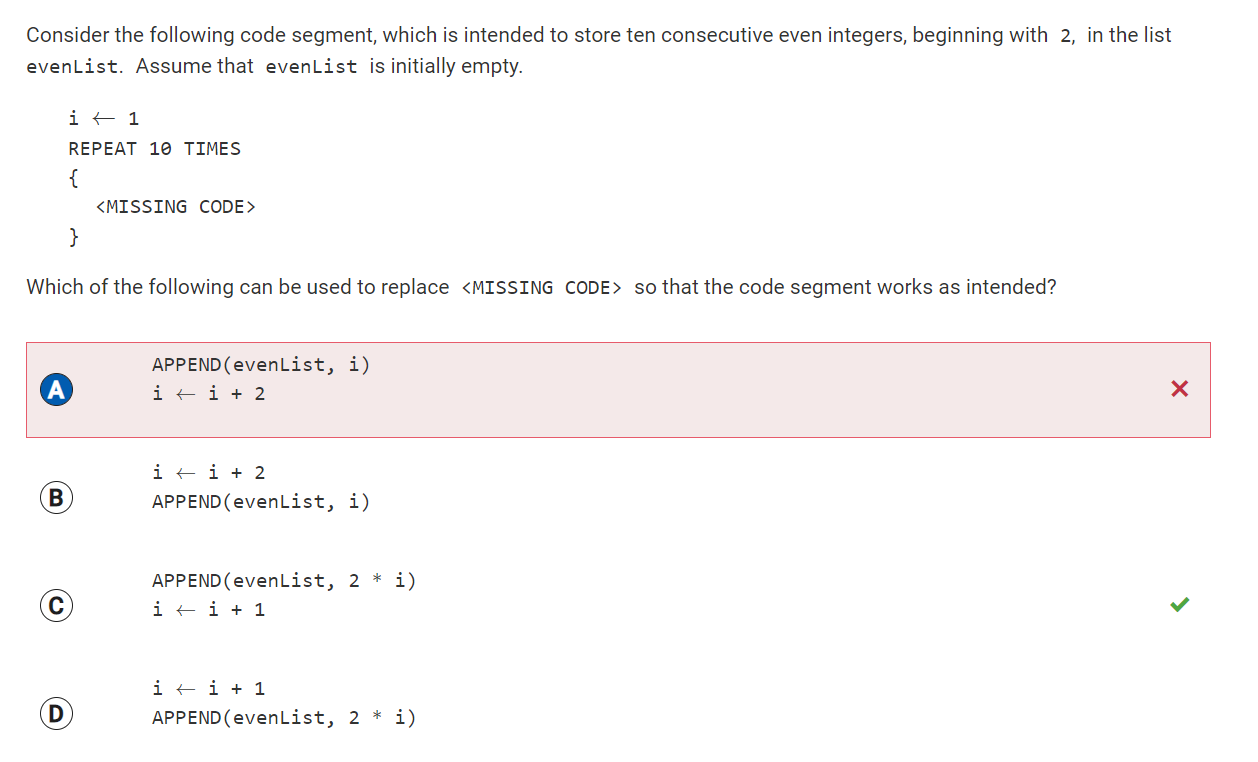 Consider the following code segment, which is intended to store ten consecutive even integers, beginning with 2, in the list
evenList. Assume that evenList is initially empty.
i ← 1
REPEAT 10 TIMES
{
<MISSING CODE>
}
Which of the following can be used to replace <MISSING CODE> so that the code segment works as intended?
A
APPEND(evenList, i)
i ← i + 2
B
i ← i + 2
APPEND(evenList, i)
C
APPEND(evenList, 2 * i)
i ← i + 1
D
i ← i + 1
APPEND(evenList, 2 * i)